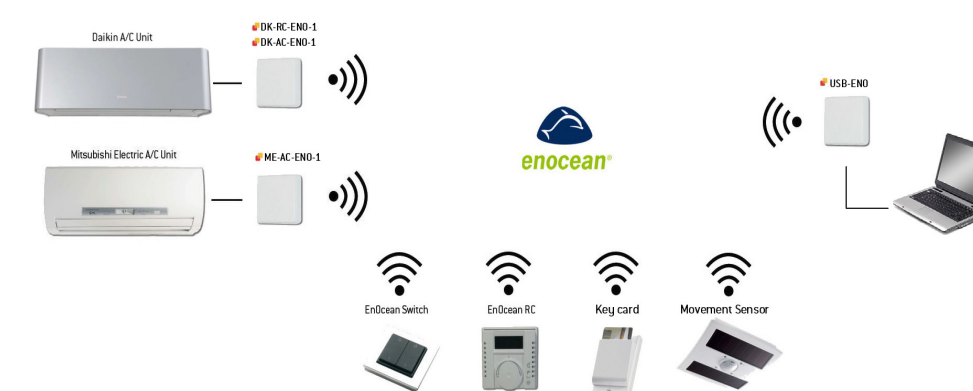 Daikin A/C Unit
DK-RC-ENO-1
DK-AC-ENO-1
USB-ENO
enocean®
Mitsubishi Electric A/C Unit
ME-AC-ENO-1
EnOcean Switch
EnOcean RC
Key card
Movement Sensor